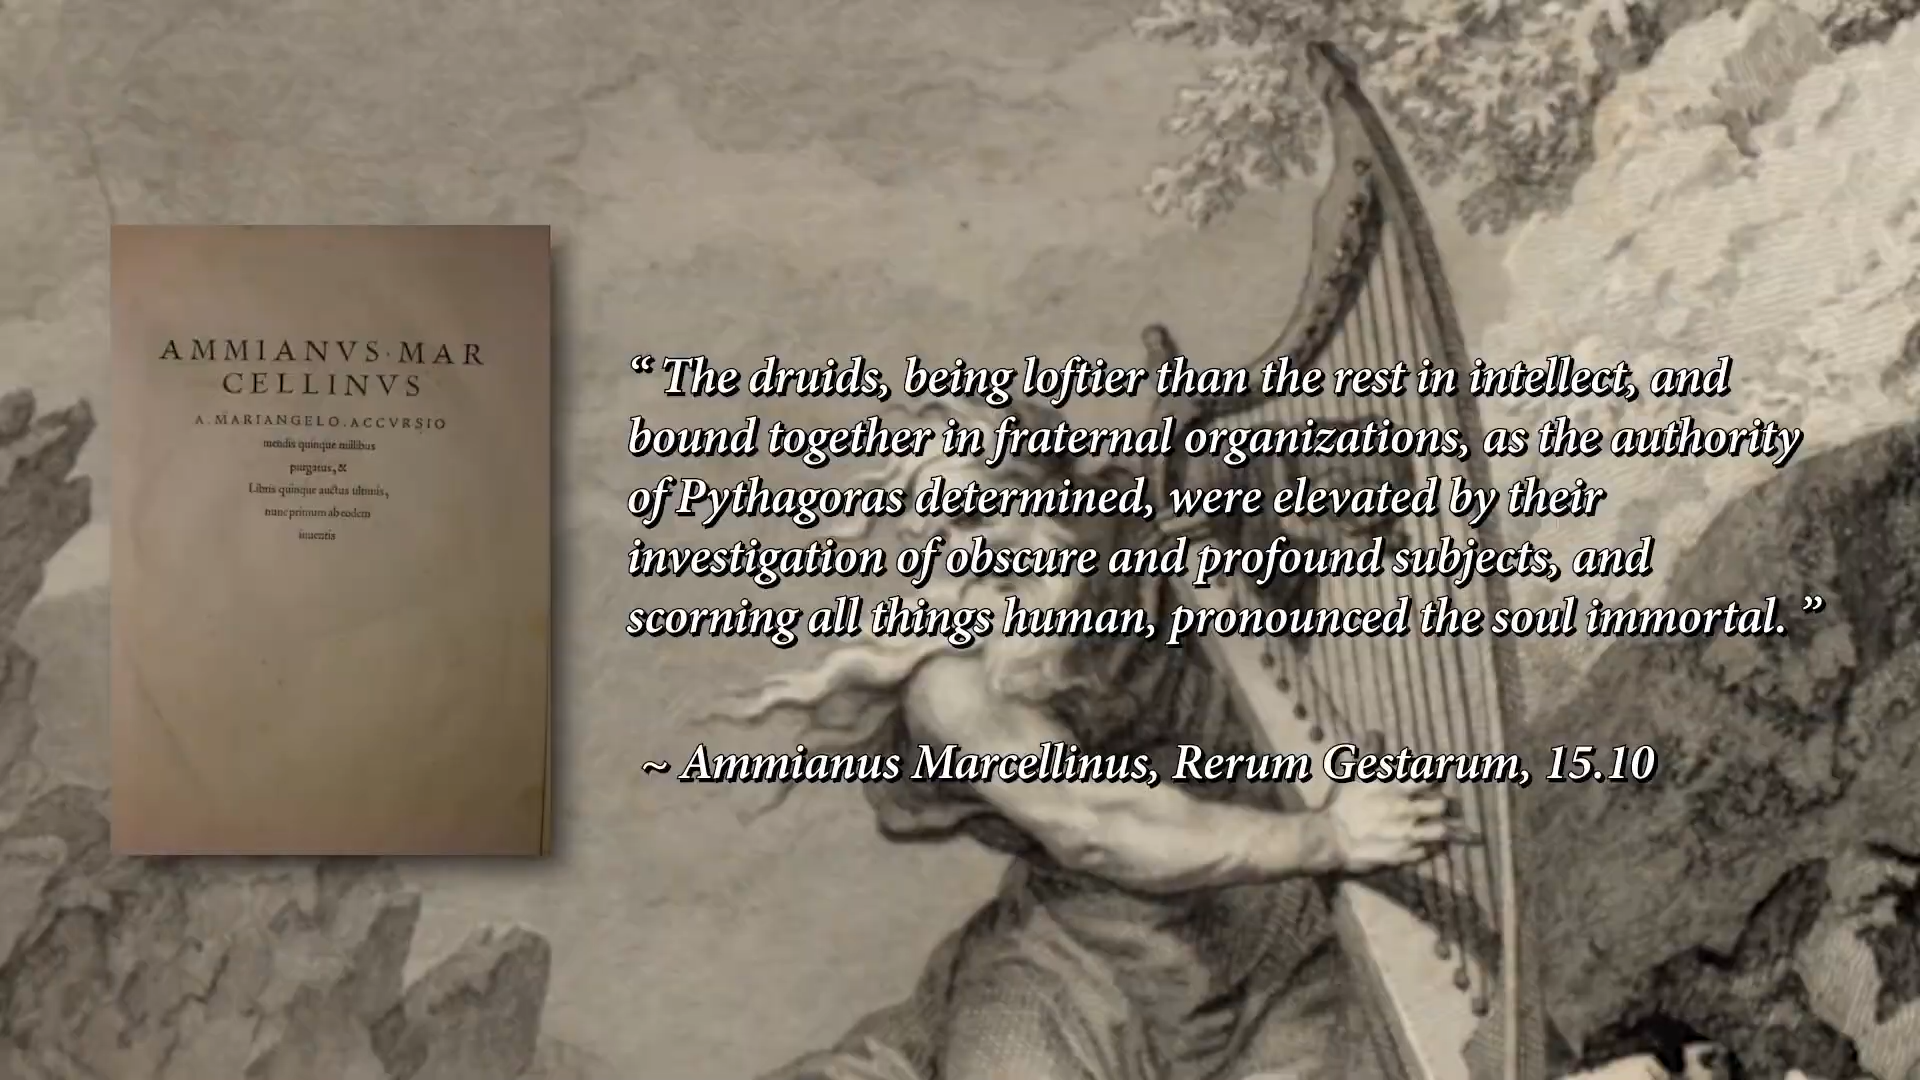 AMMIANVS·MAR
CELLINVS
A. MARIANGELO. ACCVRSIO
mendis quinque millibus
purgatus, &
Libris quinque auctus ultimis,
nunc primum ab eodem
inuentis
“ The druids, being loftier than the rest in intellect, and
bound together in fraternal organizations, as the authority
of Pythagoras determined, were elevated by their
investigation of obscure and profound subjects, and
scorning all things human, pronounced the soul immortal. ”
~ Ammianus Marcellinus, Rerum Gestarum, 15.10